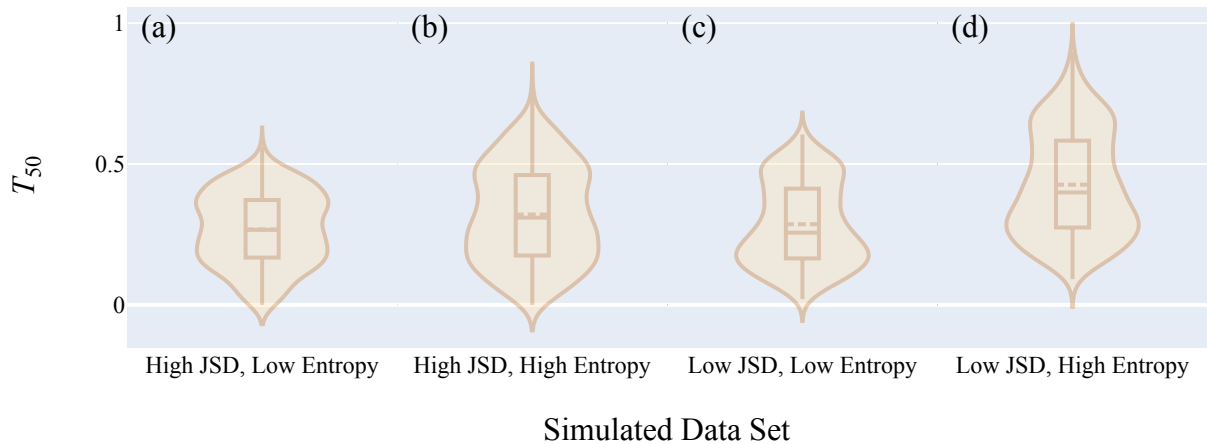 1
(a)
(b)
(c)
(d)
T50
0.5
0
High JSD, Low Entropy
High JSD, High Entropy
Low JSD, Low Entropy
Low JSD, High Entropy
Simulated Data Set